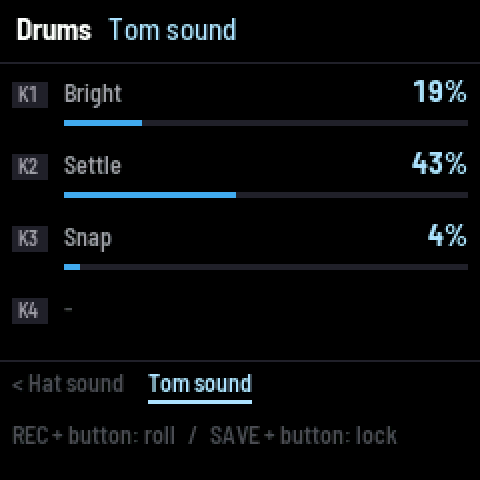 Drums Tom sound
K1 Bright 19%
K2 Settle 43%
K3 Snap 4%
K4 -
< Hat sound Tom sound
REC + button: roll / SAVE + button: lock